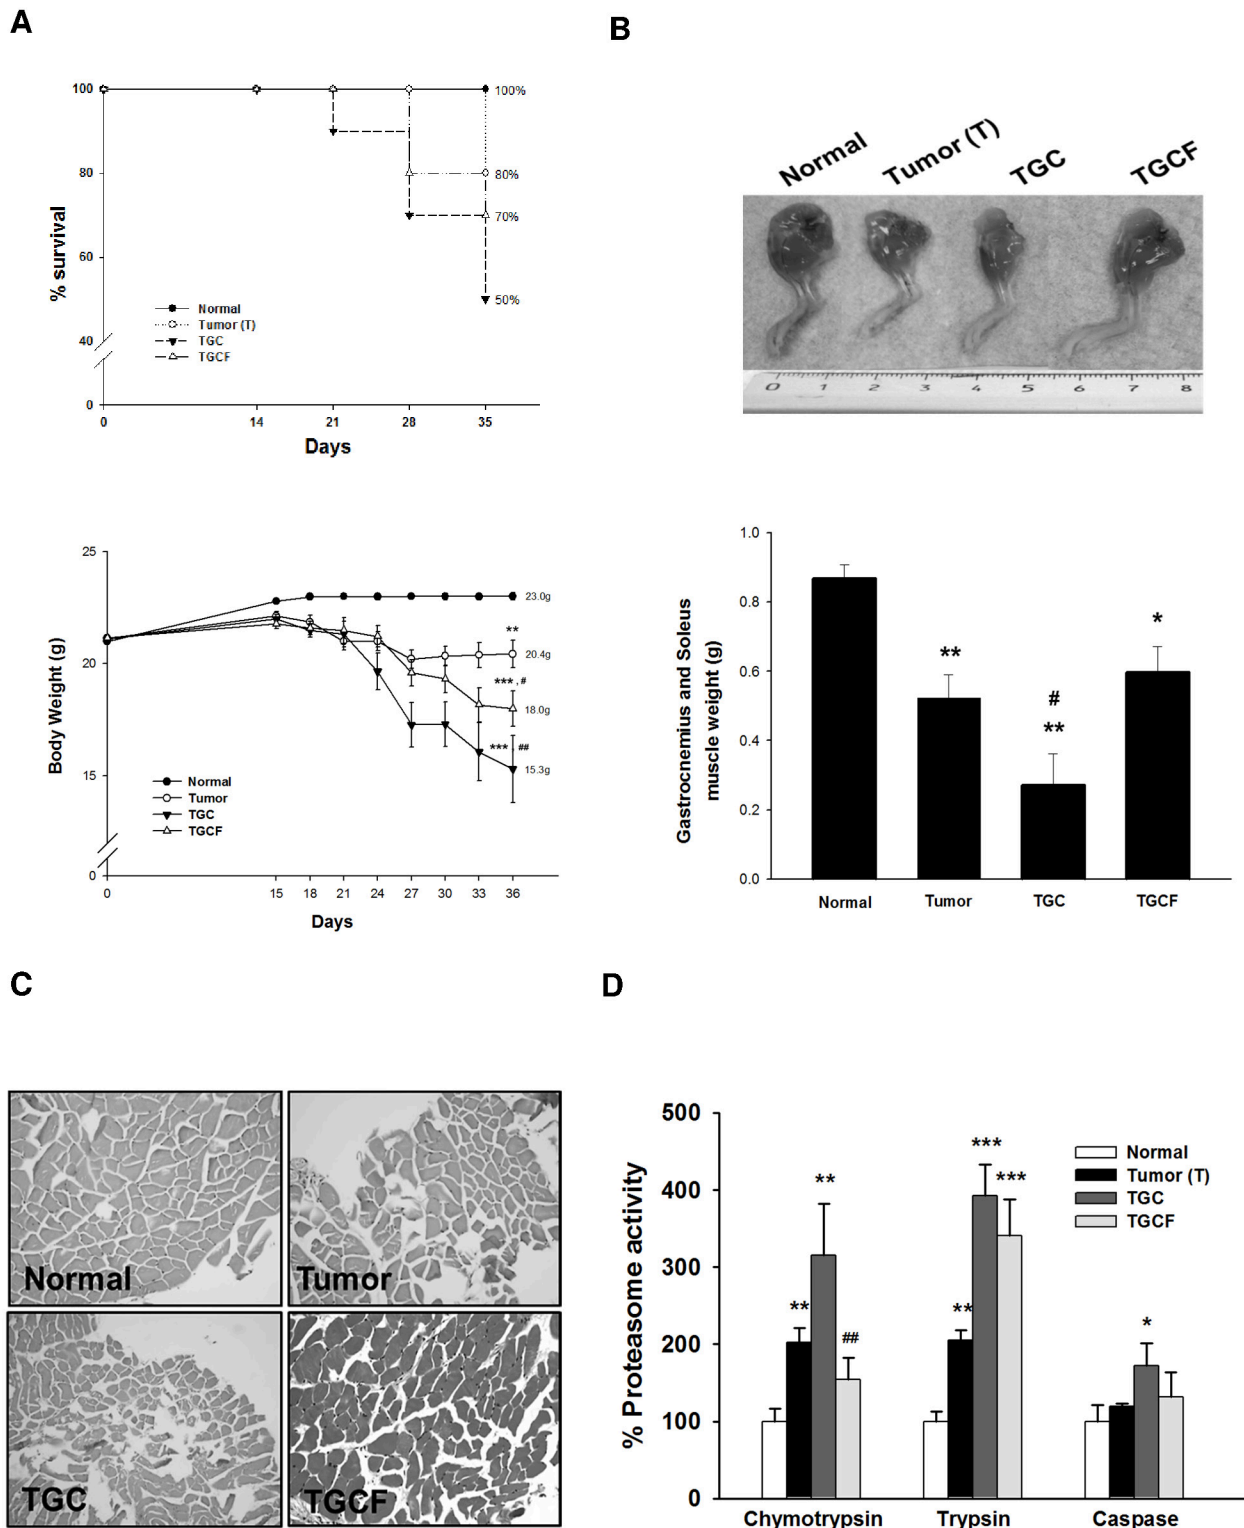 A
B
100
80
60
40
0
% survival
100%
80%
70%
50%
Normal
Tumor (T)
TGC
TGCF
0
14
21
28
35
Days
Normal
Tumor (T)
TGC
TGCF
0 1 2 3 4 5 6 7 8
25
20
15
0
Body Weight (g)
23.0g
**
20.4g
***, #
18.0g
***, ##
15.3g
Normal
Tumor
TGC
TGCF
0
15
18
21
24
27
30
33
36
Days
1.0
0.8
0.6
0.4
0.2
0.0
Gastrocnemius and Soleus
muscle weight (g)
**
#
**
*
Normal
Tumor
TGC
TGCF
C
D
Normal
Tumor
TGC
TGCF
500
400
300
200
100
0
% Proteasome activity
**
**
##
**
***
***
*
Normal
Tumor (T)
TGC
TGCF
Chymotrypsin
Trypsin
Caspase